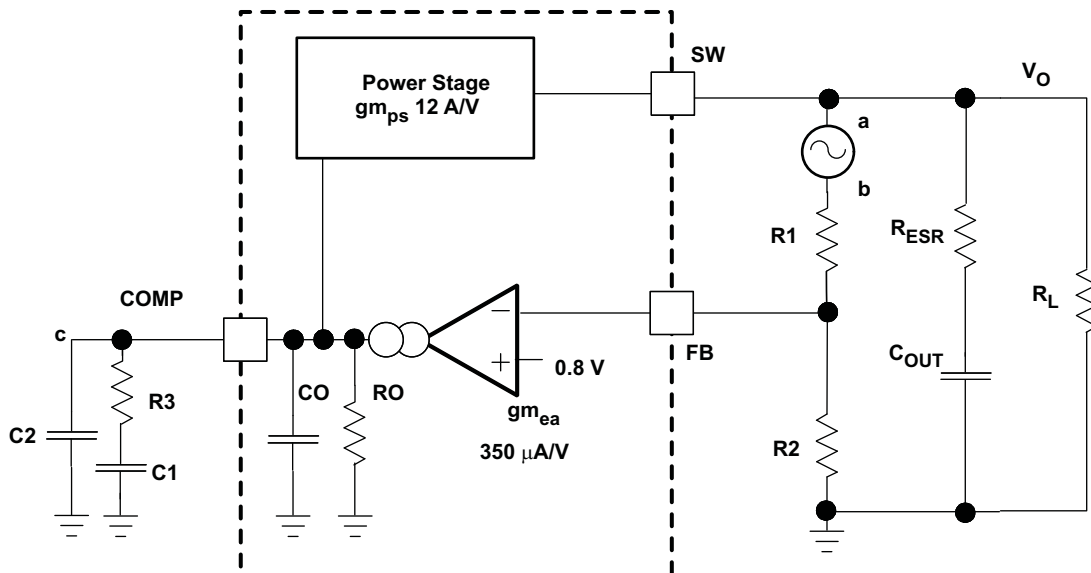 Power Stage
gm_ps 12 A/V
SW
V_O
a
b
R1
R_ESR
R_L
COMP
c
R3
C2
C1
CO
RO
−
+
0.8 V
FB
gm_ea
350 μA/V
R2
C_OUT